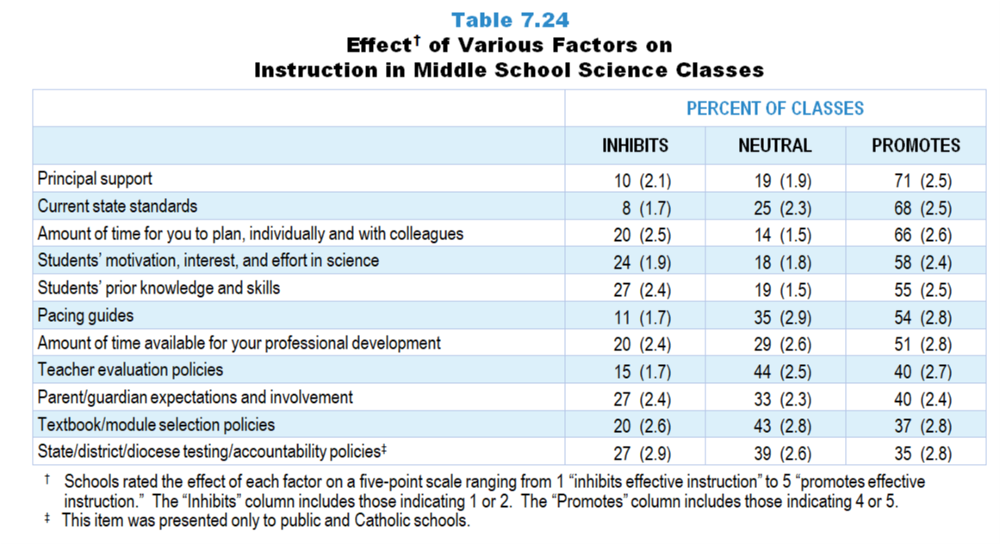 Table 7.24
Effect† of Various Factors on
Instruction in Middle School Science Classes
PERCENT OF CLASSES
INHIBITS NEUTRAL PROMOTES
Principal support 10 (2.1) 19 (1.9) 71 (2.5)
Current state standards 8 (1.7) 25 (2.3) 68 (2.5)
Amount of time for you to plan, individually and with colleagues 20 (2.5) 14 (1.5) 66 (2.6)
Students’ motivation, interest, and effort in science 24 (1.9) 18 (1.8) 58 (2.4)
Students’ prior knowledge and skills 27 (2.4) 19 (1.5) 55 (2.5)
Pacing guides 11 (1.7) 35 (2.9) 54 (2.8)
Amount of time available for your professional development 20 (2.4) 29 (2.6) 51 (2.8)
Teacher evaluation policies 15 (1.7) 44 (2.5) 40 (2.7)
Parent/guardian expectations and involvement 27 (2.4) 33 (2.3) 40 (2.4)
Textbook/module selection policies 20 (2.6) 43 (2.8) 37 (2.8)
State/district/diocese testing/accountability policies‡ 27 (2.9) 39 (2.6) 35 (2.8)
† Schools rated the effect of each factor on a five-point scale ranging from 1 “inhibits effective instruction” to 5 “promotes effective
instruction.” The “Inhibits” column includes those indicating 1 or 2. The “Promotes” column includes those indicating 4 or 5.
‡ This item was presented only to public and Catholic schools.